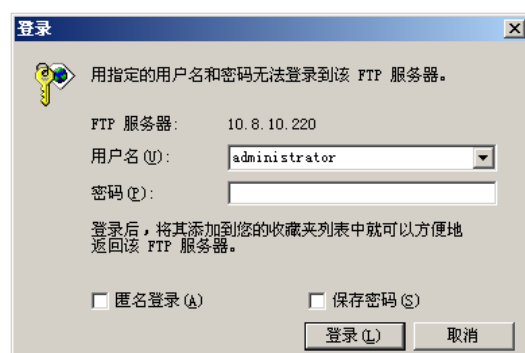 登录
用指定的用户名和密码无法登录到该 FTP 服务器。
FTP 服务器: 10.8.10.220
用户名(U): administrator
密码(P):
登录后，将其添加到您的收藏夹列表中就可以方便地
返回该 FTP 服务器。
匿名登录(A) 保存密码(S)
登录(L) 取消